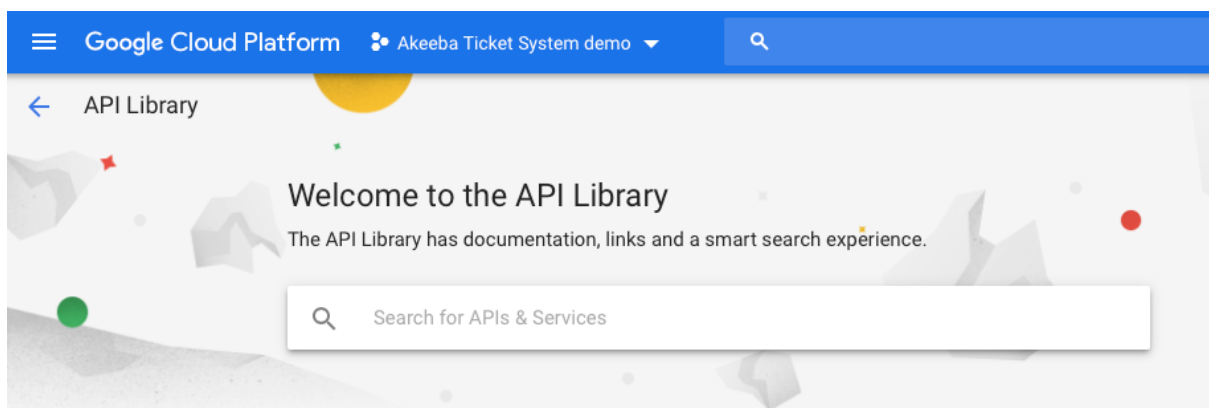 Google Cloud Platform
Akeeba Ticket System demo
API Library
Welcome to the API Library
The API Library has documentation, links and a smart search experience.
Search for APIs & Services